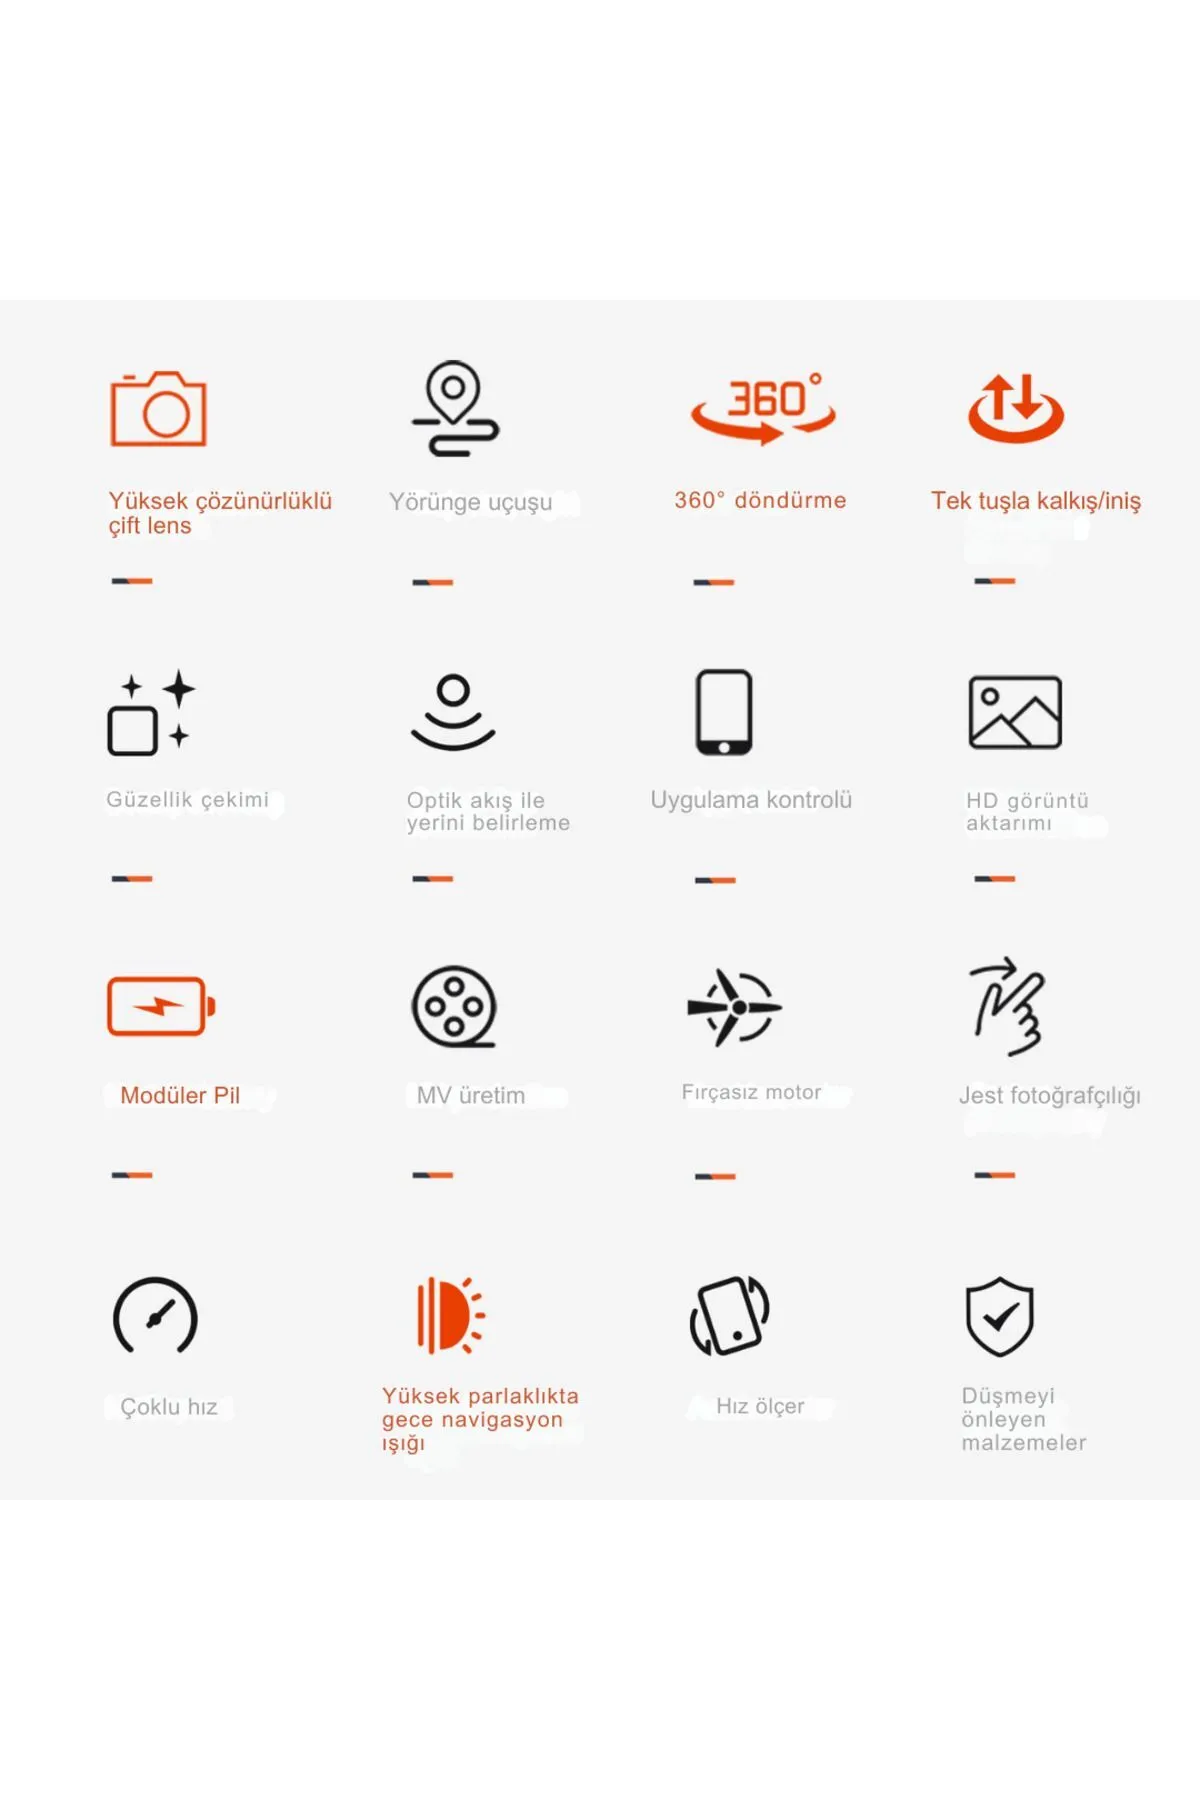 360°
Yüksek çözünürlüklü
çift lens
Yörünge uçuşu
360° döndürme
Tek tuşla kalkış/iniş
Güzellik çekimi
Optik akış ile
yerini belirleme
Uygulama kontrolü
HD görüntü
aktarımı
Modüler Pil
MV üretim
Fırçasız motor
Jest fotoğrafçılığı
Çoklu hız
Yüksek parlaklıkta
gece navigasyon
ışığı
Hız ölçer
Düşmeyi
önleyen
malzemeler